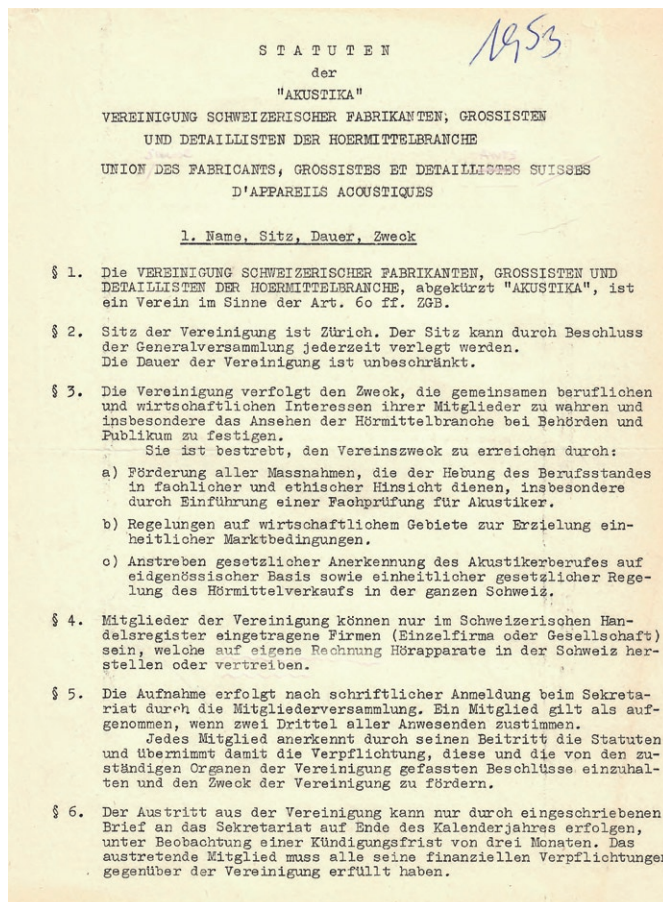 1953
S T A T U T E N
der
"AKUSTIKA"
VEREINIGUNG SCHWEIZERISCHER FABRIKANTEN, GROSSISTEN
UND DETAILLISTEN DER HOERMITTELBRANCHE
UNION DES FABRICANTS, GROSSISTES ET DETAILLISTES SUISSES
D'APPAREILS ACOUSTIQUES
1. Name, Sitz, Dauer, Zweck
§ 1. Die VEREINIGUNG SCHWEIZERISCHER FABRIKANTEN, GROSSISTEN UND
DETAILLISTEN DER HOERMITTELBRANCHE, abgekürzt "AKUSTIKA", ist
ein Verein im Sinne der Art. 6o ff. ZGB.
§ 2. Sitz der Vereinigung ist Zürich. Der Sitz kann durch Beschluss
der Generalversammlung jederzeit verlegt werden.
Die Dauer der Vereinigung ist unbeschränkt.
§ 3. Die Vereinigung verfolgt den Zweck, die gemeinsamen beruflichen
und wirtschaftlichen Interessen ihrer Mitglieder zu wahren und
insbesondere das Ansehen der Hörmittelbranche bei Behörden und
Publikum zu festigen.
Sie ist bestrebt, den Vereinszweck zu erreichen durch:
a) Förderung aller Massnahmen, die der Hebung des Berufsstandes
in fachlicher und ethischer Hinsicht dienen, insbesondere
durch Einführung einer Fachprüfung für Akustiker.
b) Regelungen auf wirtschaftlichem Gebiete zur Erzielung ein-
heitlicher Marktbedingungen.
c) Anstreben gesetzlicher Anerkennung des Akustikerberufes auf
eidgenössischer Basis sowie einheitlicher gesetzlicher Rege-
lung des Hörmittelverkaufs in der ganzen Schweiz.
§ 4. Mitglieder der Vereinigung können nur im Schweizerischen Han-
delsregister eingetragene Firmen (Einzelfirma oder Gesellschaft)
sein, welche auf eigene Rechnung Hörapparate in der Schweiz her-
stellen oder vertreiben.
§ 5. Die Aufnahme erfolgt nach schriftlicher Anmeldung beim Sekreta-
riat durch die Mitgliederversammlung. Ein Mitglied gilt als auf-
genommen, wenn zwei Drittel aller Anwesenden zustimmen.
Jedes Mitglied anerkennt durch seinen Beitritt die Statuten
und übernimmt damit die Verpflichtung, diese und die von den zu-
ständigen Organen der Vereinigung gefassten Beschlüsse einzuhal-
ten und den Zweck der Vereinigung zu fördern.
§ 6. Der Austritt aus der Vereinigung kann nur durch eingeschriebenen
Brief an das Sekretariat auf Ende des Kalenderjahres erfolgen,
unter Beobachtung einer Kündigungsfrist von drei Monaten. Das
austretende Mitglied muss alle seine finanziellen Verpflichtungen
gegenüber der Vereinigung erfüllt haben.